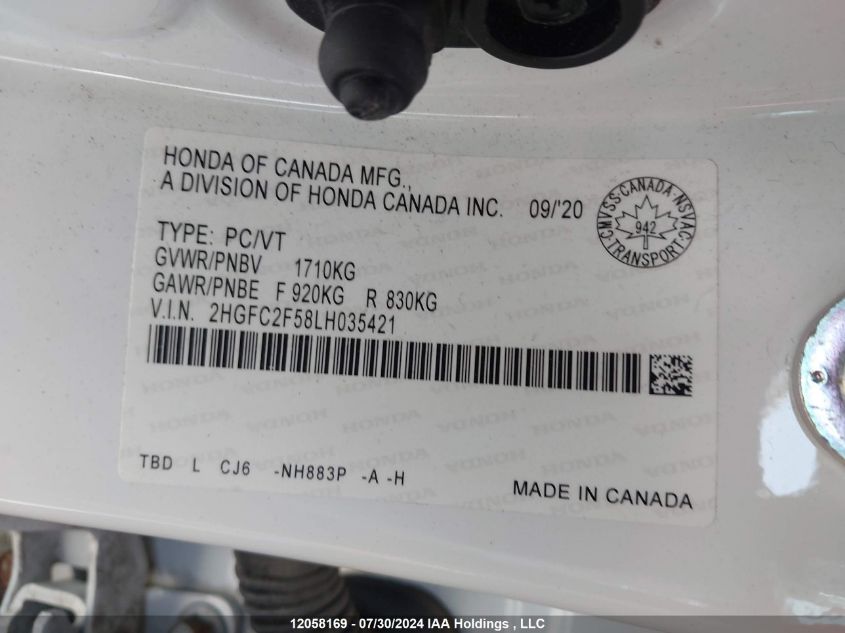 HONDA OF CANADA MFG.,
A DIVISION OF HONDA CANADA INC. 09/'20
CMVSS·CANADA·NSVAC·TRANSPORT·
942
TYPE: PC/VT
GVWR/PNBV 1710KG
GAWR/PNBE F 920KG R 830KG
V.I.N. 2HGFC2F58LH035421
TBD L CJ6 -NH883P -A -H
MADE IN CANADA
12058169 - 07/30/2024 IAA Holdings , LLC